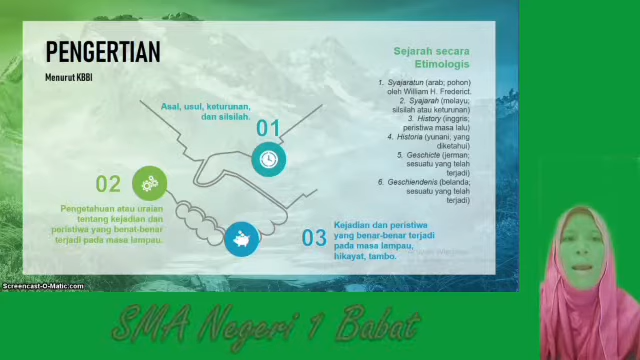 PENGERTIAN
Menurut KBBI
Asal, usul, keturunan,
dan silsilah.
01
02
Pengetahuan atau uraian
tentang kejadian dan
peristiwa yang benat-benar
terjadi pada masa lampau.
03
Kejadian dan peristiwa
yang benar-benar terjadi
pada masa lampau,
hikayat, tambo.
Sejarah secara
Etimologis
1. Syajaratun (arab; pohon)
oleh William H. Frederict.
2. Syajarah (melayu;
silsilah atau keturunan)
3. History (inggris;
peristiwa masa lalu)
4. Historia (yunani, yang
diketahui)
5. Geschicte (jerman;
sesuatu yang telah
terjadi)
6. Geschiendenis (belanda;
sesuatu yang telah
terjadi)
Screencast-O-Matic.com
SMA Negeri 1 Babat